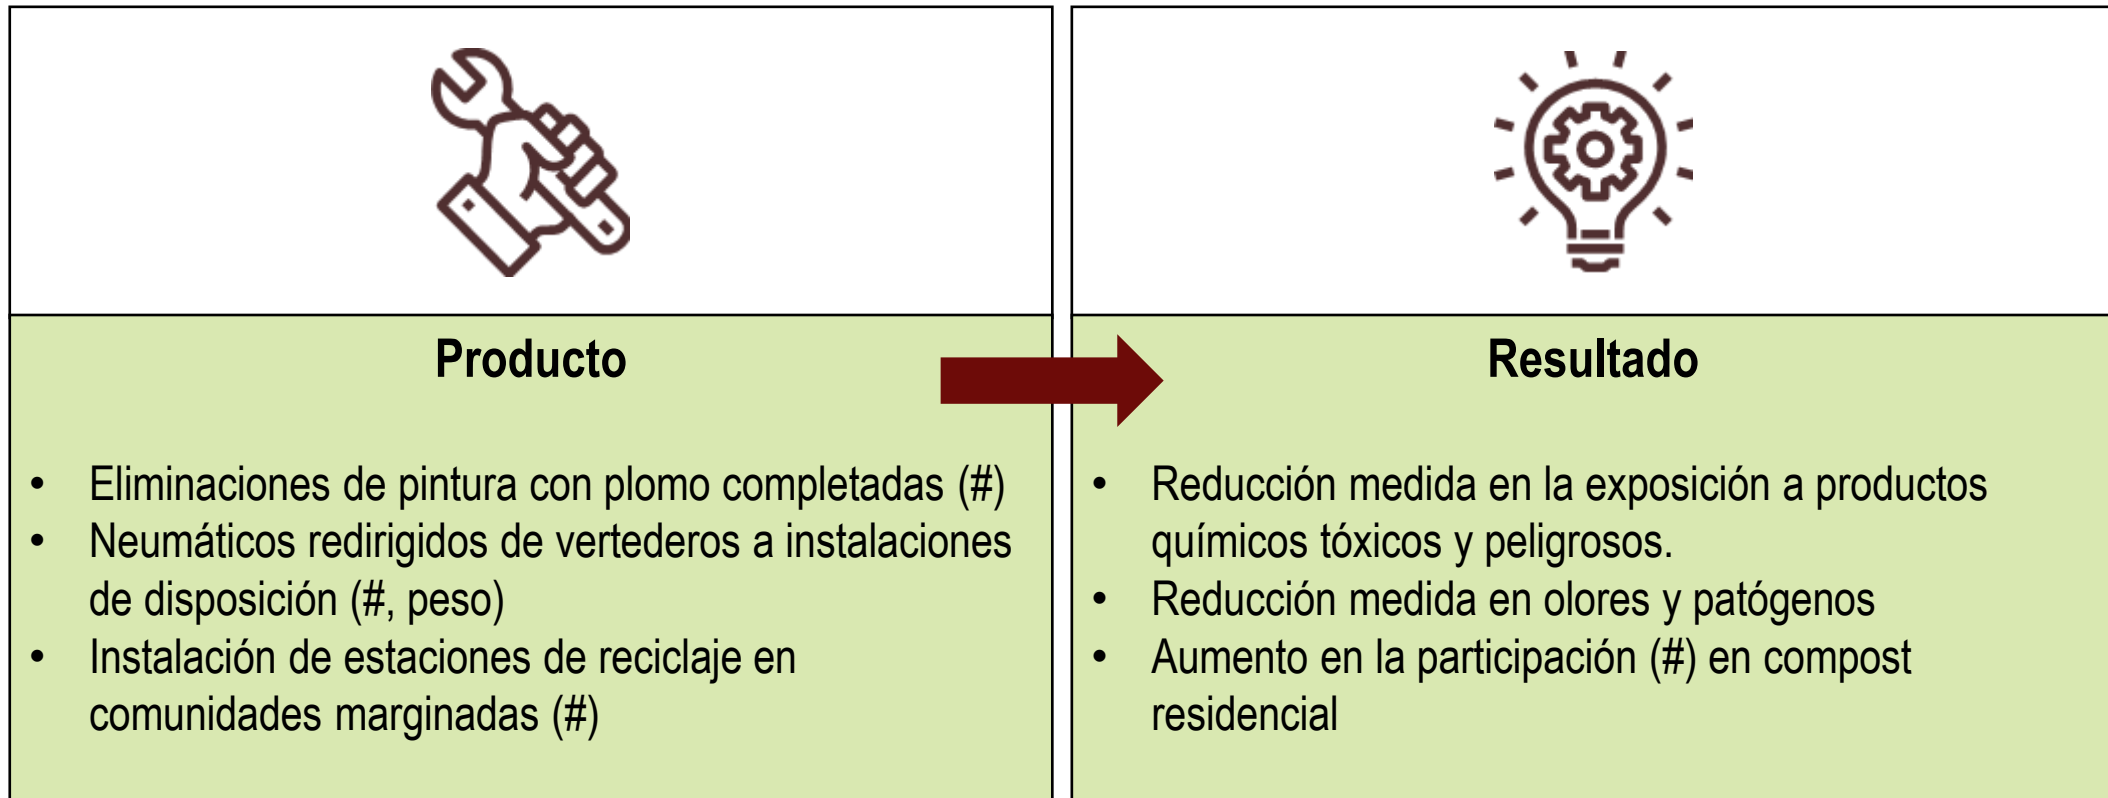 Producto
• Eliminaciones de pintura con plomo completadas (#)
• Neumáticos redirigidos de vertederos a instalaciones
de disposición (#, peso)
• Instalación de estaciones de reciclaje en
comunidades marginadas (#)
Resultado
• Reducción medida en la exposición a productos
químicos tóxicos y peligrosos.
• Reducción medida en olores y patógenos
• Aumento en la participación (#) en compost
residencial